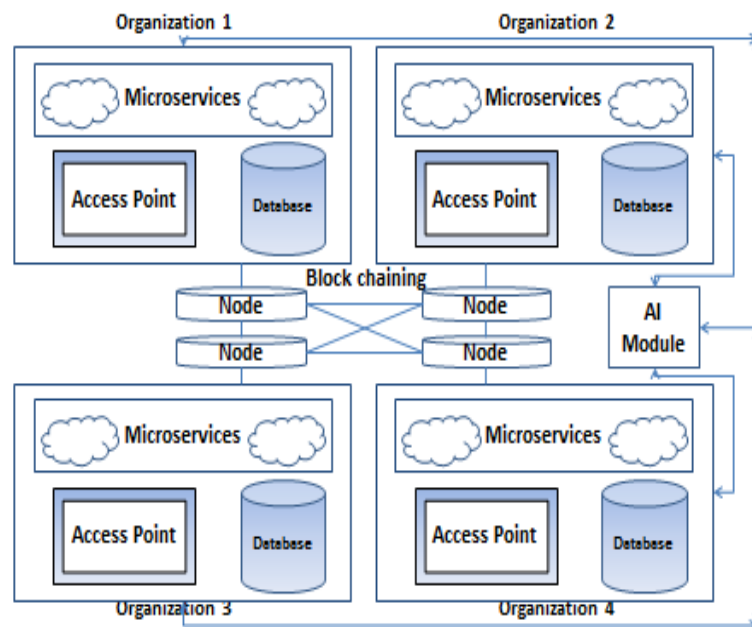 Organization 1
Organization 2
Microservices
Microservices
Access Point
Database
Access Point
Database
Block chaining
Node
Node
AI
Module
Node
Node
Microservices
Microservices
Access Point
Database
Access Point
Database
Organization 3
Organization 4